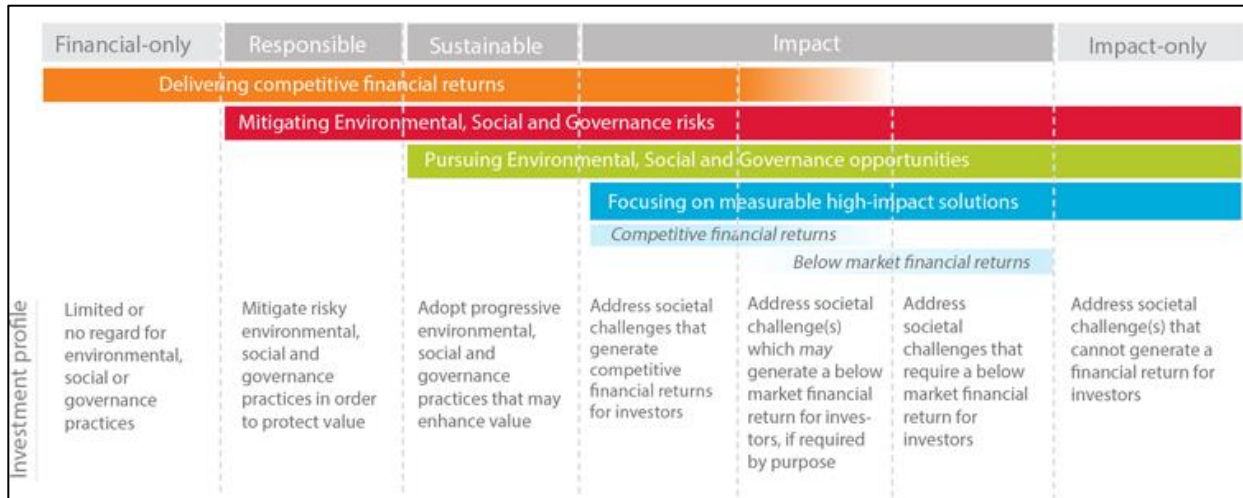 Financial-only
Responsible
Sustainable
Impact
Impact-only
Delivering competitive financial returns
Mitigating Environmental, Social and Governance risks
Pursuing Environmental, Social and Governance opportunities
Focusing on measurable high-impact solutions
Competitive financial returns
Below market financial returns
Investment profile
Limited or
no regard for
environmental,
social or
governance
practices
Mitigate risky
environmental,
social and
governance
practices in order
to protect value
Adopt progressive
environmental,
social and
governance
practices that may
enhance value
Address societal
challenges that
generate
competitive
financial returns
for investors
Address societal
challenge(s)
which may
generate a below
market financial
return for inves-
tors, if required
by purpose
Address
societal
challenges that
require a below
market financial
return for
investors
Address societal
challenge(s) that
cannot generate a
financial return for
investors